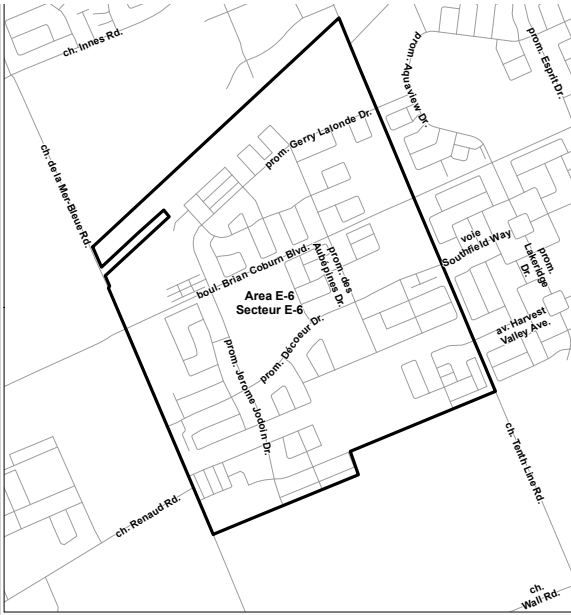 ch. Innes Rd.
prom. Esprit Dr.
prom. Aquaview Dr.
prom. Gerry Lalonde Dr.
ch. de la Mer-Bleue Rd.
voie
Southfield Way
prom.
Lakeridge
Dr.
boul. Brian Coburn Blvd.
prom. des
Aubépines Dr.
Area E-6
Secteur E-6
av. Harvest
Valley Ave.
prom. Décoeur Dr.
prom. Jerome Jodoin Dr.
ch. Tenth Line Rd.
ch. Renaud Rd.
ch.
Wall Rd.